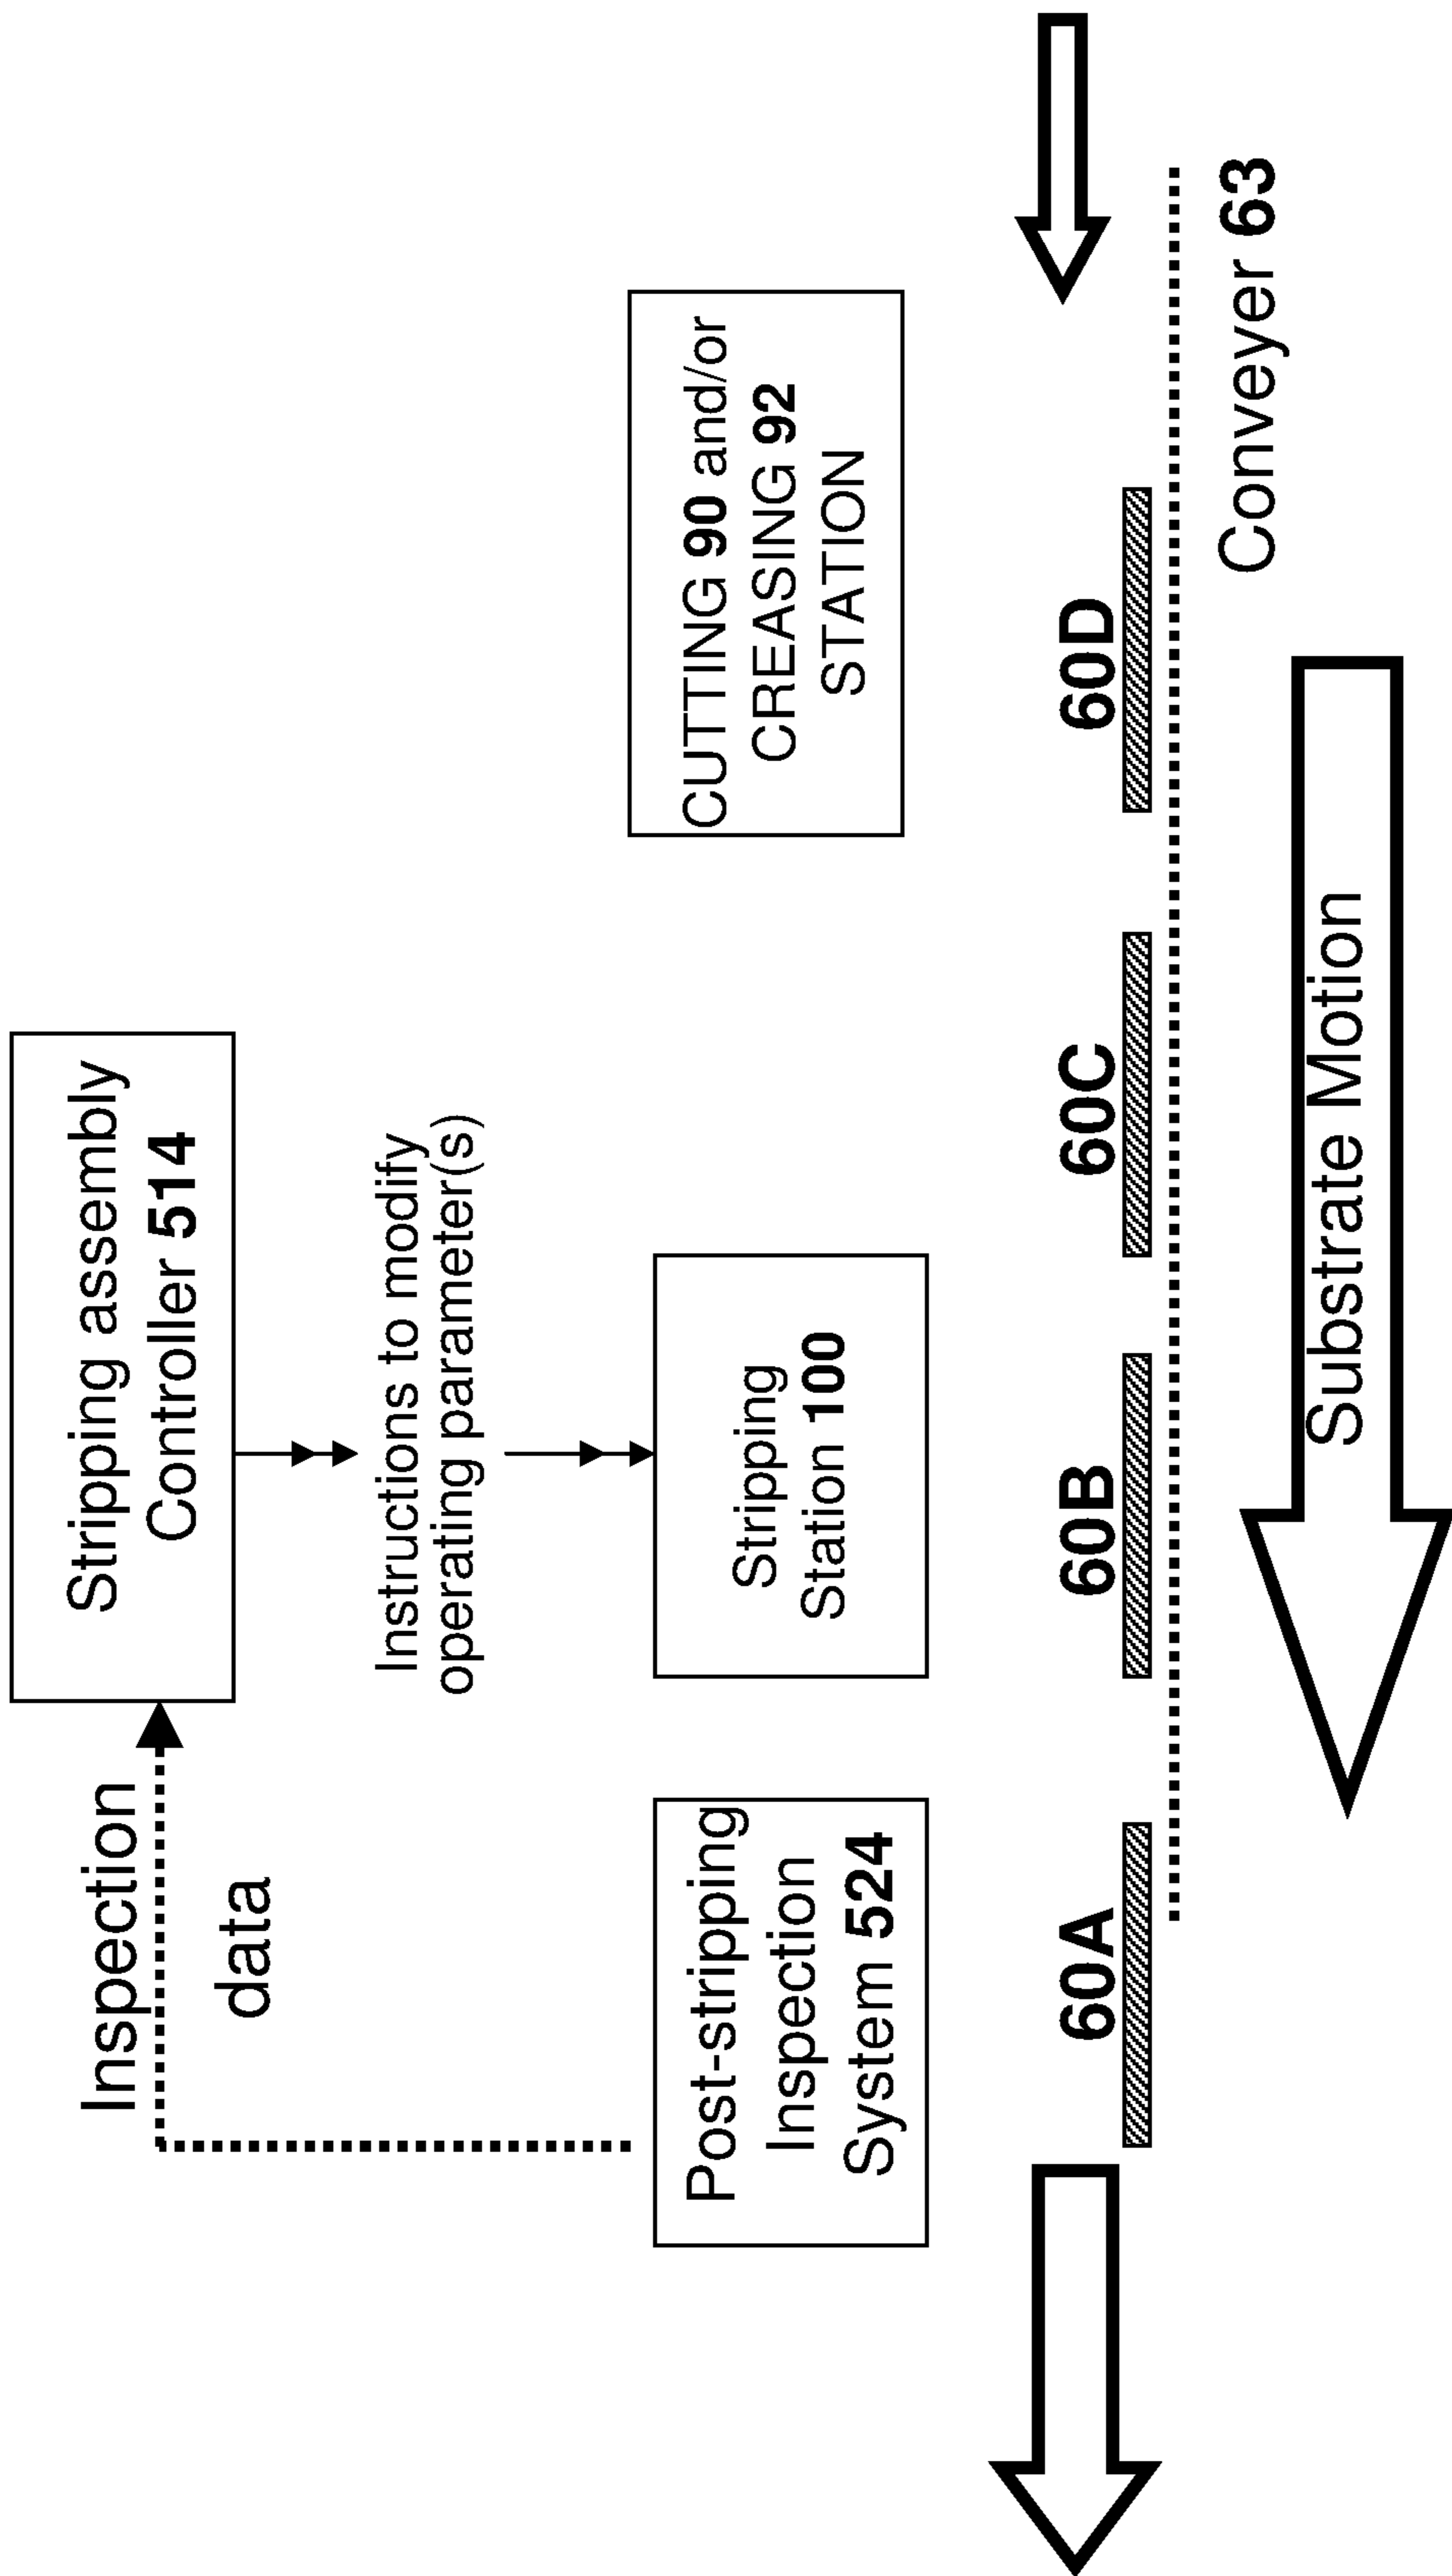 Inspection
data
Stripping assembly
Controller 514
Instructions to modify
operating parameter(s)
Post-stripping
Inspection
System 524
Stripping
Station 100
CUTTING 90 and/or
CREASING 92
STATION
60A
60B
60C
60D
Conveyer 63
Substrate Motion